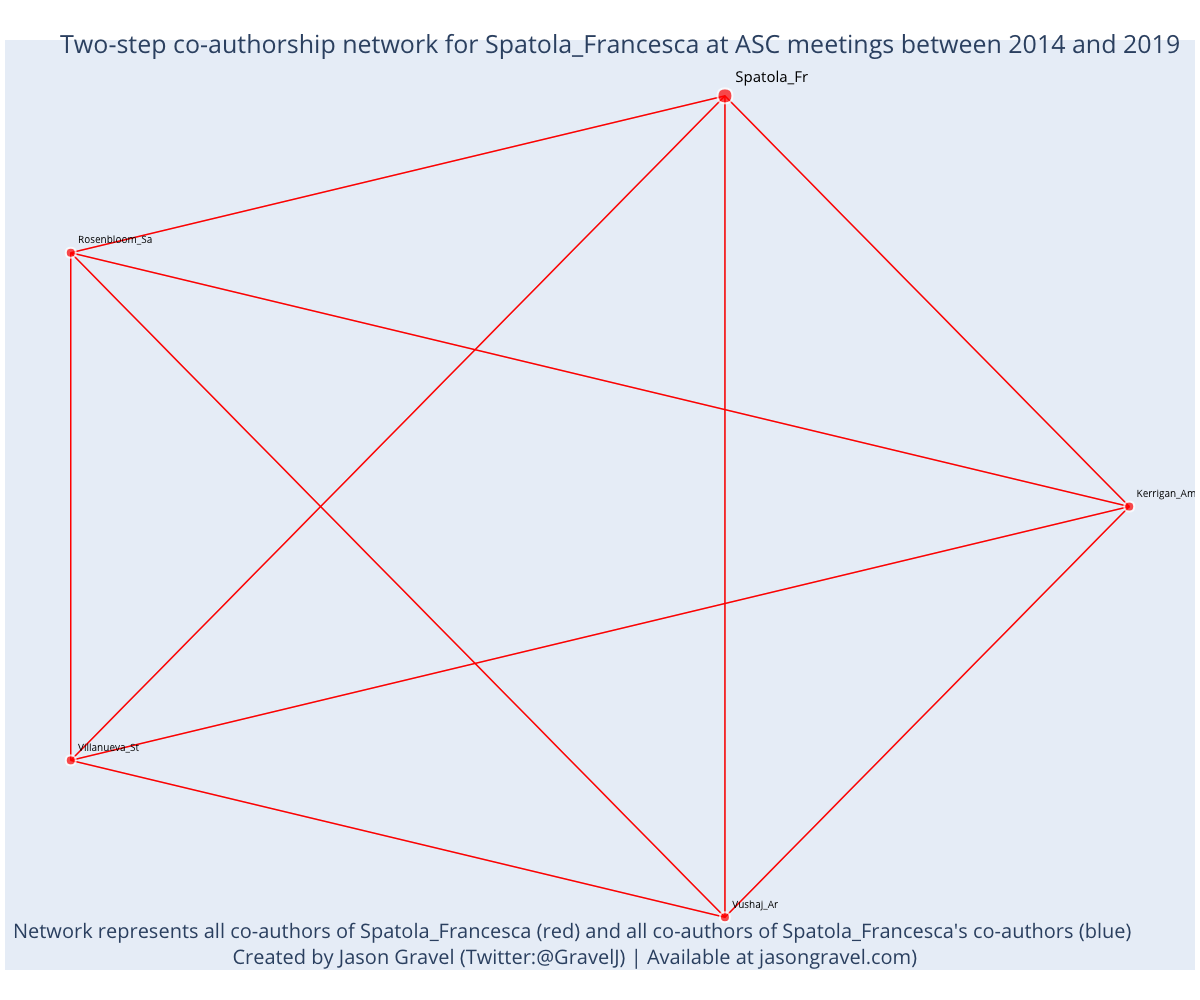 Two-step co-authorship network for Spatola_Francesca at ASC meetings between 2014 and 2019
Spatola_Fr
Rosenbloom_Sa
Kerrigan_Am
Villanueva_St
Vushaj_Ar
Network represents all co-authors of Spatola_Francesca (red) and all co-authors of Spatola_Francesca's co-authors (blue)
Created by Jason Gravel (Twitter:@GravelJ) | Available at jasongravel.com)